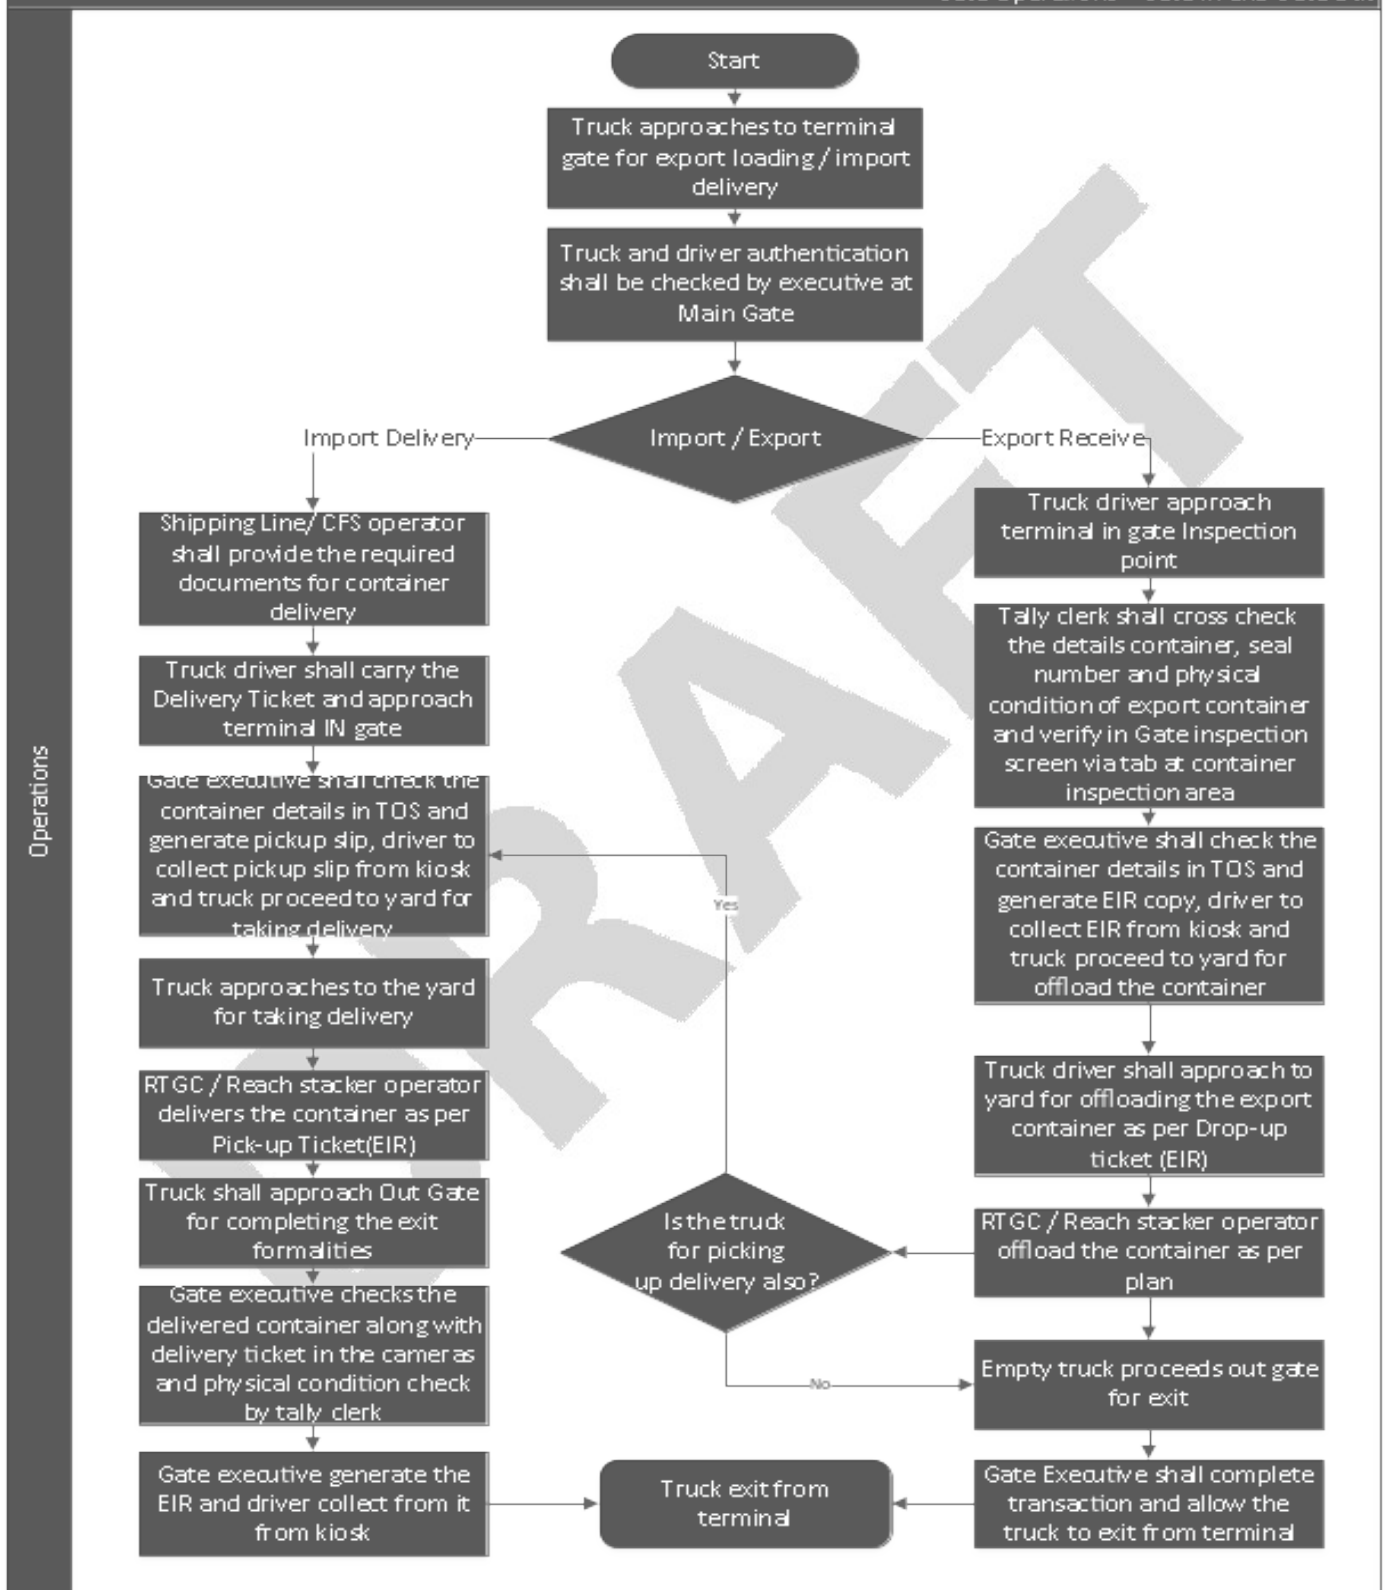 Start
Truck approaches to terminal
gate for export loading / import
delivery
Truck and driver authentication
shall be checked by executive at
Main Gate
Import / Export
Import Delivery
Export Receive
Shipping Line/ CFS operator
shall provide the required
documents for container
delivery
Truck driver shall carry the
Delivery Ticket and approach
terminal IN gate
Gate executive shall check the
container details in TOS and
generate pickup slip, driver to
collect pickup slip from kiosk
and truck proceed to yard for
taking delivery
Truck approaches to the yard
for taking delivery
RTGC / Reach stacker operator
delivers the container as per
Pick-up Ticket(EIR)
Truck shall approach Out Gate
for completing the exit
formalities
Gate executive checks the
delivered container along with
delivery ticket in the cameras
and physical condition check
by tally clerk
Gate executive generate the
EIR and driver collect from it
from kiosk
Truck driver approach
terminal in gate Inspection
point
Tally clerk shall cross check
the details container, seal
number and physical
condition of export container
and verify in Gate inspection
screen via tab at container
inspection area
Gate executive shall check the
container details in TOS and
generate EIR copy, driver to
collect EIR from kiosk and
truck proceed to yard for
offload the container
Truck driver shall approach to
yard for offloading the export
container as per Drop-up
ticket (EIR)
RTGC / Reach stacker operator
offload the container as per
plan
Is the truck
for picking
up delivery also?
Yes
No
Empty truck proceeds out gate
for exit
Gate Executive shall complete
transaction and allow the
truck to exit from terminal
Truck exit from
terminal
Operations
DRAFT